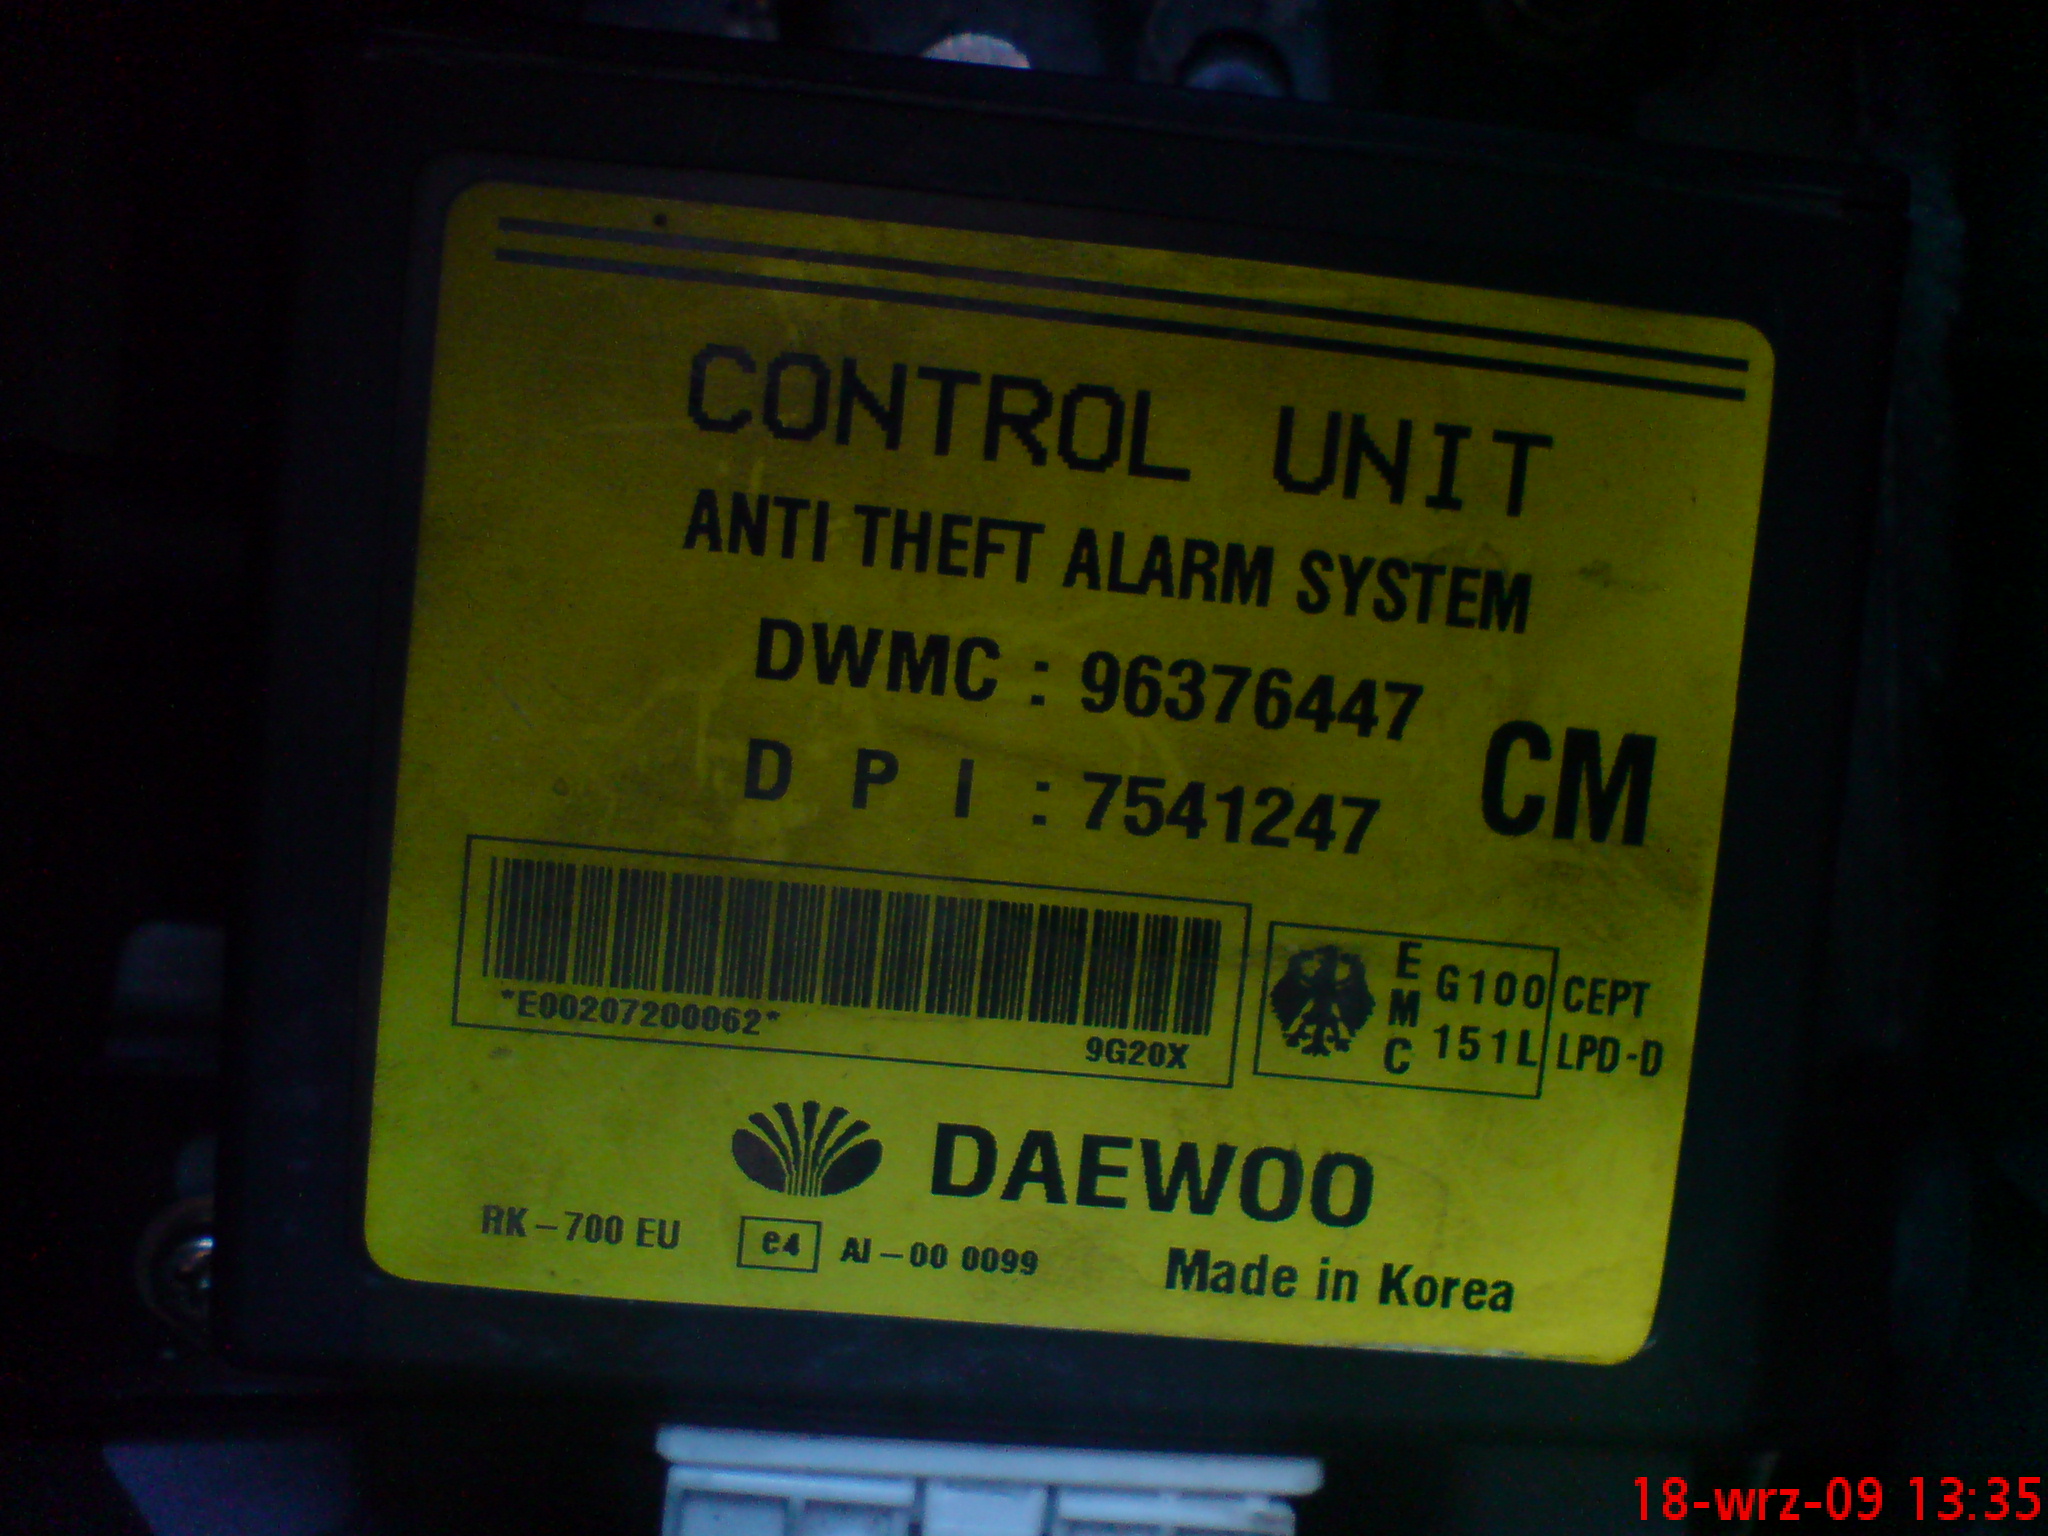 CONTROL UNIT
ANTI THEFT ALARM SYSTEM
DWMC : 96376447
D P I : 7541247
CM
*E00207200062*
9G20X
EMC
G100
151L
CEPT
LPD-D
DAEWOO
RK-700 EU
e4
AI-00 0099
Made in Korea
18-wrz-09 13:35